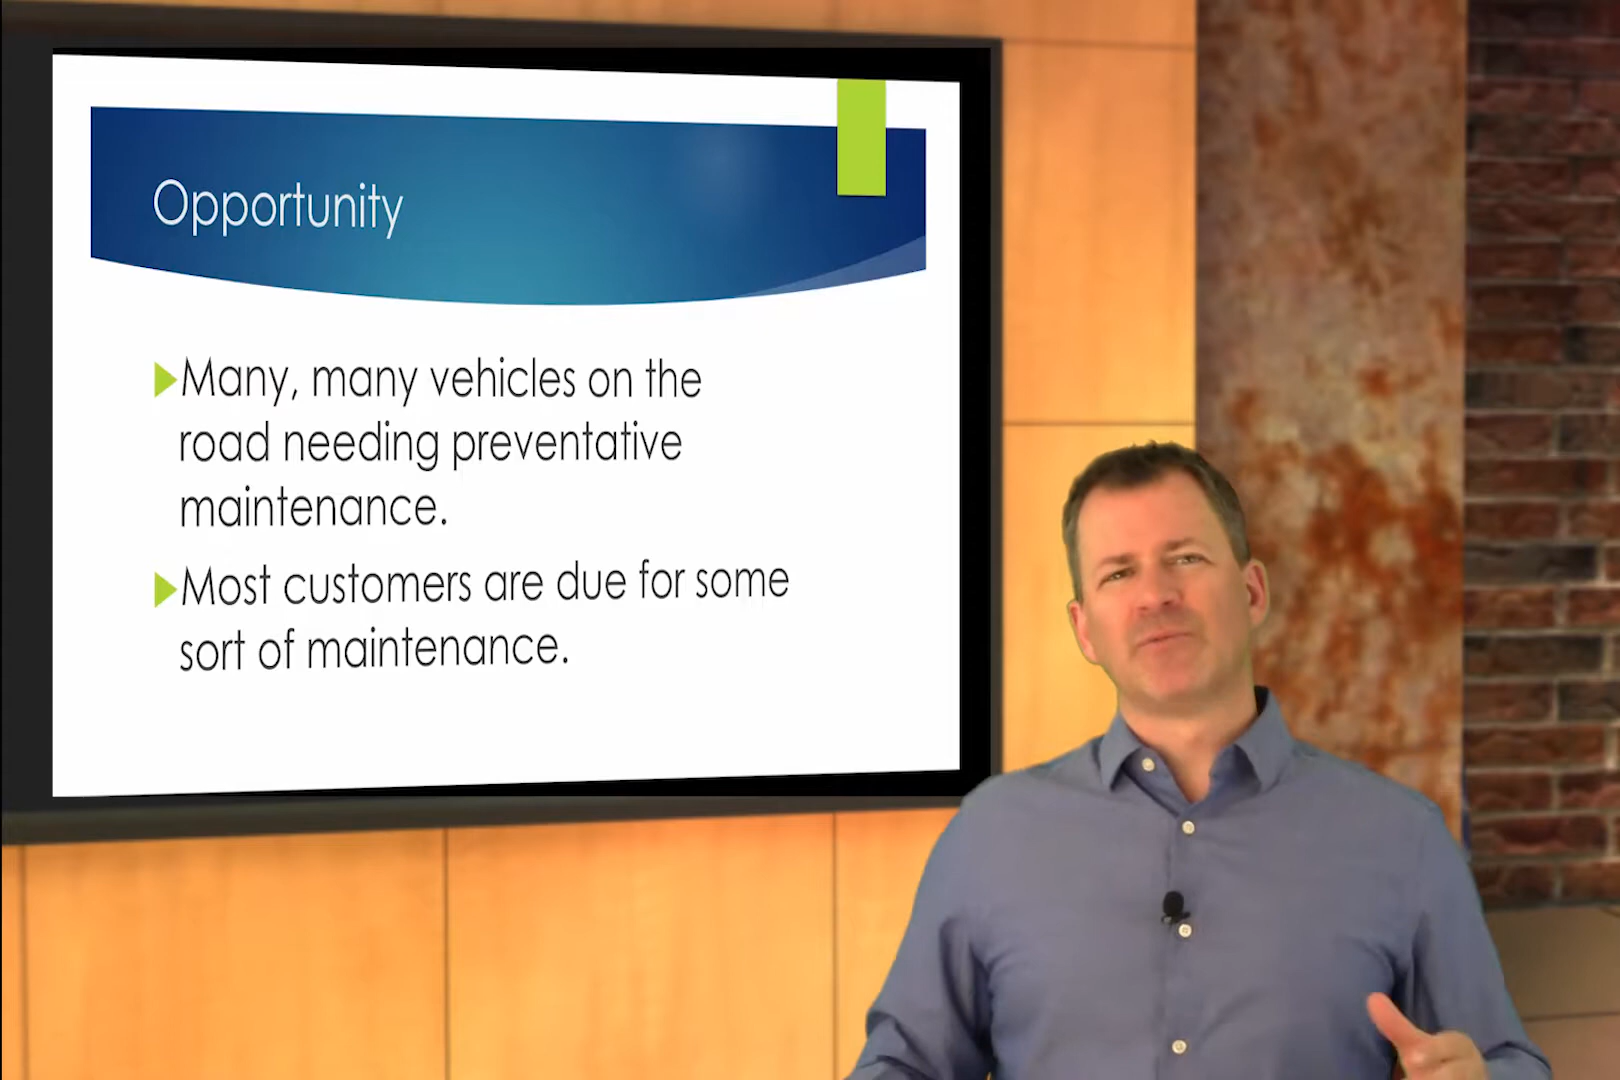 Opportunity
Many, many vehicles on the
road needing preventative
maintenance.
Most customers are due for some
sort of maintenance.